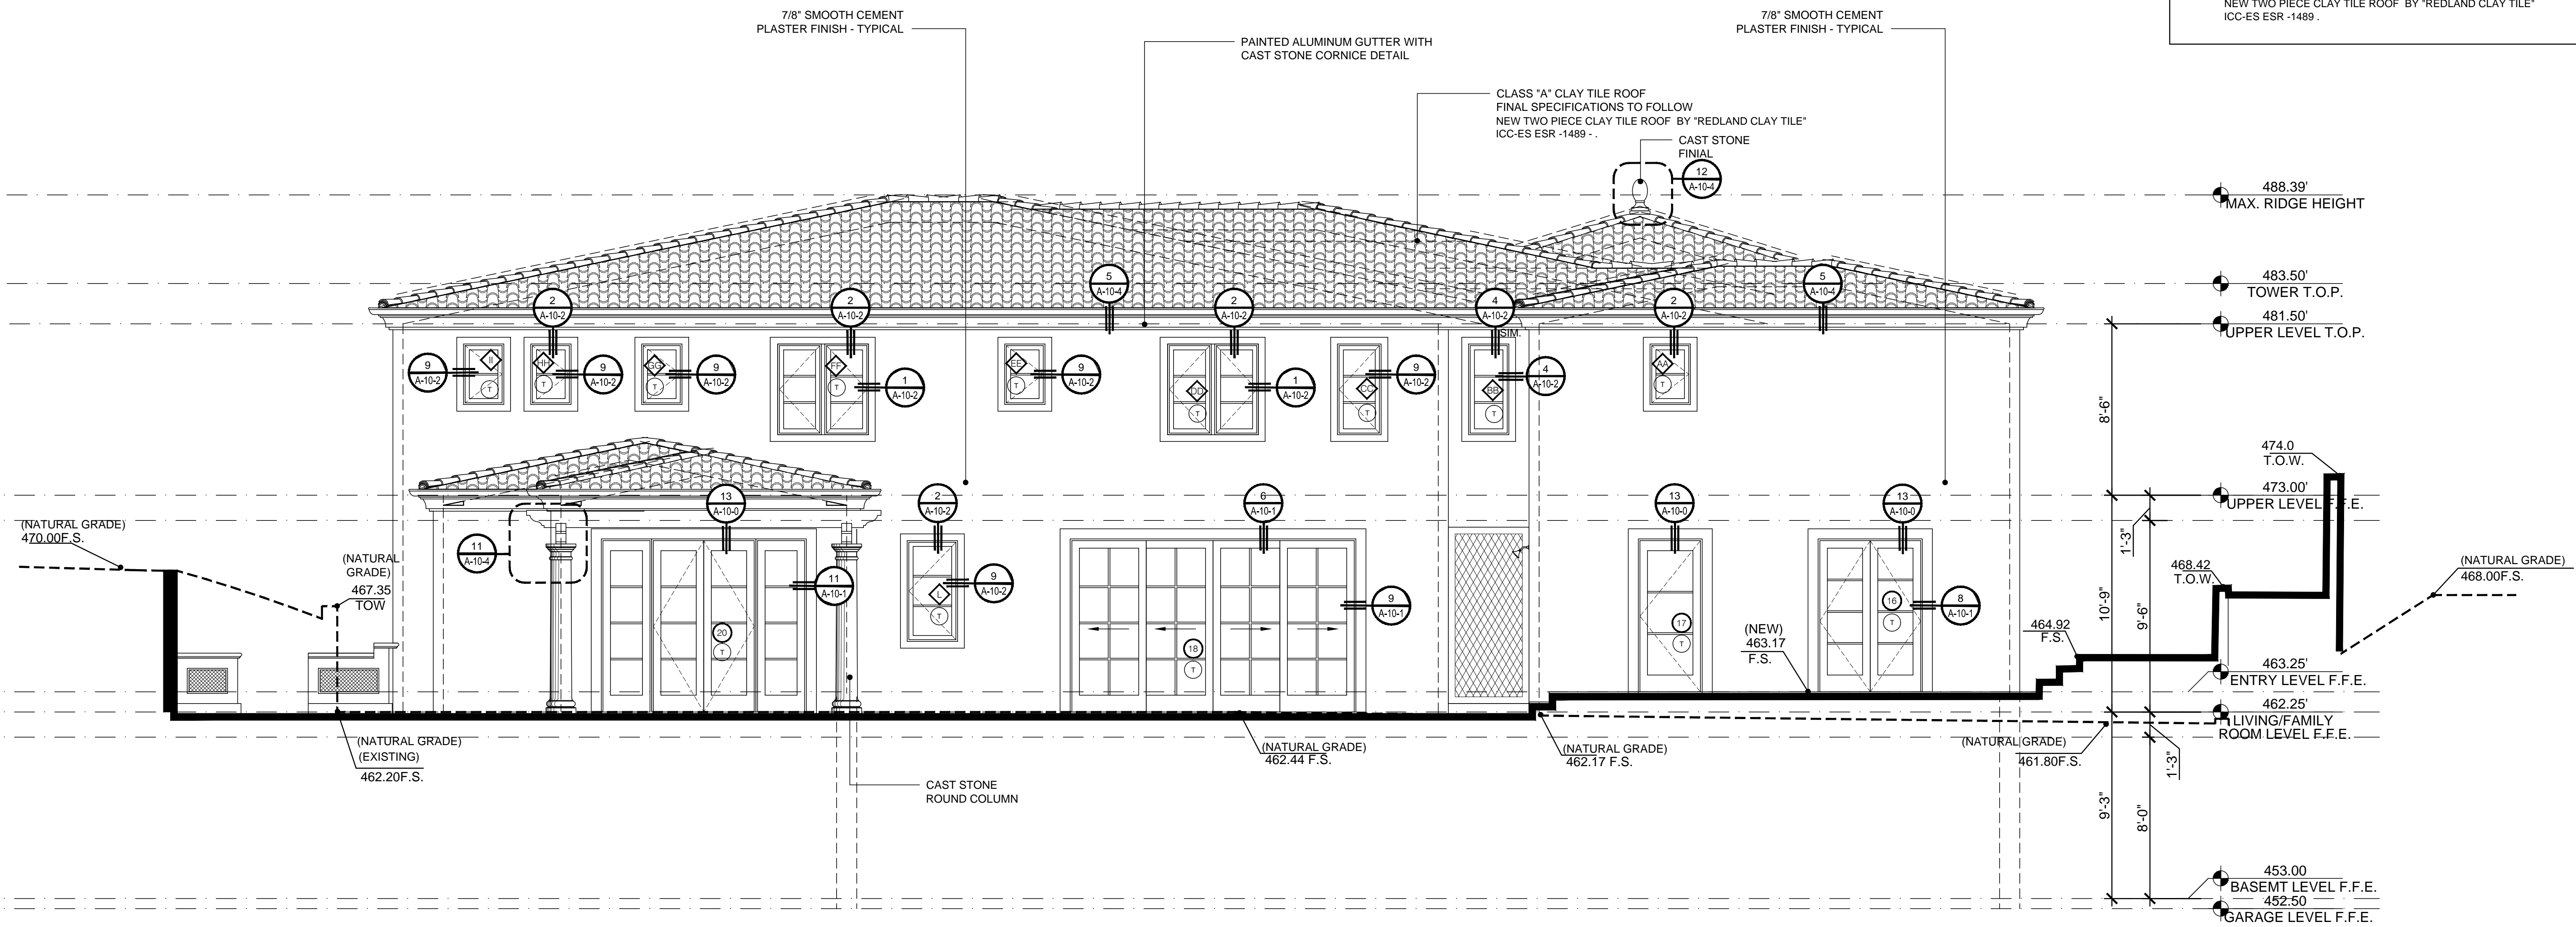 NEW TWO PIECE CLAY TILE ROOF BY "REDLAND CLAY TILE"
ICC-ES ESR -1489 .
7/8" SMOOTH CEMENT
PLASTER FINISH - TYPICAL
PAINTED ALUMINUM GUTTER WITH
CAST STONE CORNICE DETAIL
7/8" SMOOTH CEMENT
PLASTER FINISH - TYPICAL
CLASS "A" CLAY TILE ROOF
FINAL SPECIFICATIONS TO FOLLOW
NEW TWO PIECE CLAY TILE ROOF BY "REDLAND CLAY TILE"
ICC-ES ESR -1489 - .
CAST STONE
FINIAL
12
A-10-4
488.39'
MAX. RIDGE HEIGHT
483.50'
TOWER T.O.P.
481.50'
UPPER LEVEL T.O.P.
2
A-10-2
2
A-10-2
5
A-10-4
2
A-10-2
4
A-10-2
SIM.
2
A-10-2
5
A-10-4
9
A-10-2
II
T
HH
T
9
A-10-2
GG
T
9
A-10-2
FF
T
1
A-10-2
EE
T
9
A-10-2
DD
T
1
A-10-2
CC
T
9
A-10-2
BB
T
4
A-10-2
AA
T
8'-6"
474.0
T.O.W.
473.00'
UPPER LEVEL F.F.E.
1'-3"
(NATURAL GRADE)
470.00F.S.
(NATURAL
GRADE)
467.35
TOW
11
A-10-4
13
A-10-0
11
A-10-1
20
T
2
A-10-2
9
A-10-2
L
T
6
A-10-1
9
A-10-1
18
T
13
A-10-0
17
T
13
A-10-0
16
T
8
A-10-1
(NEW)
463.17
F.S.
464.92
F.S.
10'-9"
9'-6"
468.42
T.O.W.
(NATURAL GRADE)
468.00F.S.
463.25'
ENTRY LEVEL F.F.E.
462.25'
LIVING/FAMILY
ROOM LEVEL F.F.E.
(NATURAL GRADE)
(EXISTING)
462.20F.S.
(NATURAL GRADE)
462.44 F.S.
(NATURAL GRADE)
462.17 F.S.
(NATURAL GRADE)
461.80F.S.
1'-3"
CAST STONE
ROUND COLUMN
9'-3"
8'-0"
453.00
BASEMT LEVEL F.F.E.
452.50
GARAGE LEVEL F.F.E.